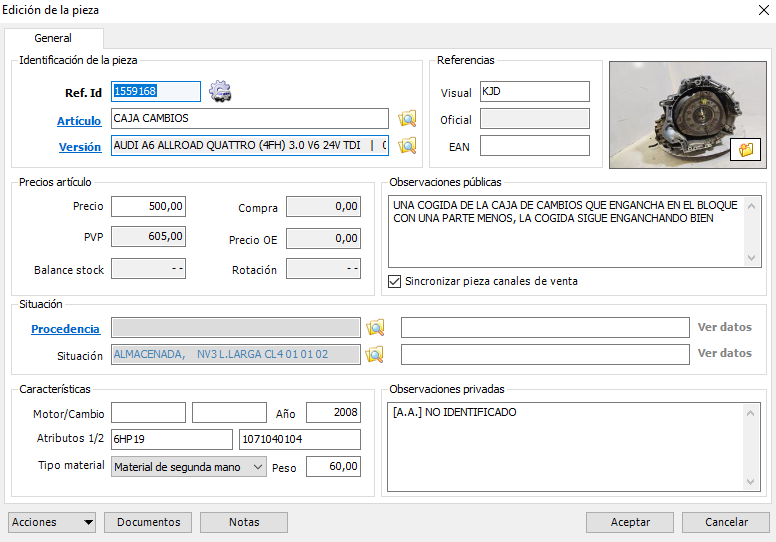 Edición de la pieza
General
Identificación de la pieza
Ref. Id 1559168
Artículo CAJA CAMBIOS
Versión AUDI A6 ALLROAD QUATTRO (4FH) 3.0 V6 24V TDI |
Referencias
Visual KJD
Oficial
EAN
Precios artículo
Precio 500,00 Compra 0,00
PVP 605,00 Precio OE 0,00
Balance stock - - Rotación - -
Observaciones públicas
UNA COGIDA DE LA CAJA DE CAMBIOS QUE ENGANCHA EN EL BLOQUE
CON UNA PARTE MENOS, LA COGIDA SIGUE ENGANCHANDO BIEN
Sincronizar pieza canales de venta
Situación
Procedencia Ver datos
Situación ALMACENADA, NV3 L.LARGA CL4 01 01 02 Ver datos
Características
Motor/Cambio Año 2008
Atributos 1/2 6HP19 1071040104
Tipo material Material de segunda mano Peso 60,00
Observaciones privadas
[A.A.] NO IDENTIFICADO
Acciones Documentos Notas Aceptar Cancelar